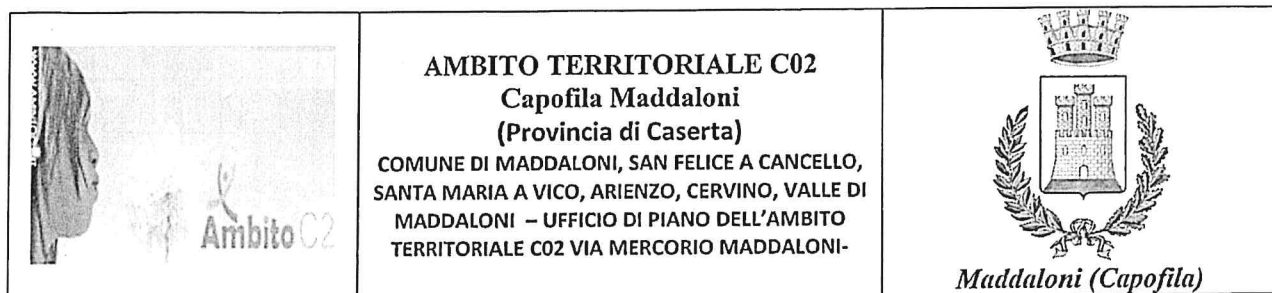 Ambito C2
AMBITO TERRITORIALE C02
Capofila Maddaloni
(Provincia di Caserta)
COMUNE DI MADDALONI, SAN FELICE A CANCELLO,
SANTA MARIA A VICO, ARIENZO, CERVINO, VALLE DI
MADDALONI – UFFICIO DI PIANO DELL'AMBITO
TERRITORIALE C02 VIA MERCORIO MADDALONI-
Maddaloni (Capofila)